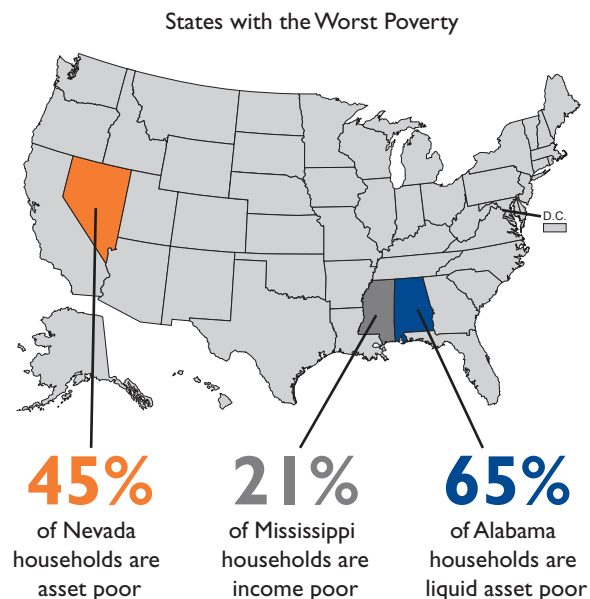 States with the Worst Poverty
D.C.
45%
of Nevada
households are
asset poor
21%
of Mississippi
households are
income poor
65%
of Alabama
households are
liquid asset poor